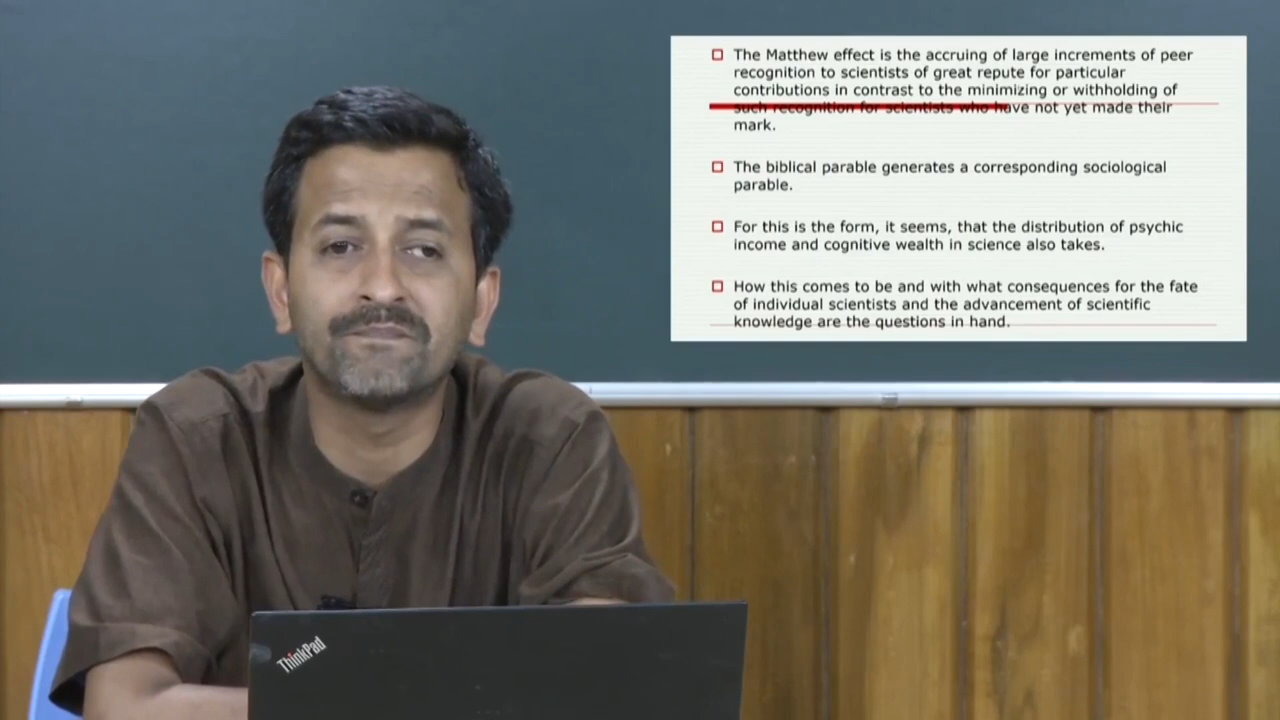 The Matthew effect is the accruing of large increments of peer
recognition to scientists of great repute for particular
contributions in contrast to the minimizing or withholding of
such recognition for scientists who have not yet made their
mark.
The biblical parable generates a corresponding sociological
parable.
For this is the form, it seems, that the distribution of psychic
income and cognitive wealth in science also takes.
How this comes to be and with what consequences for the fate
of individual scientists and the advancement of scientific
knowledge are the questions in hand.
ThinkPad